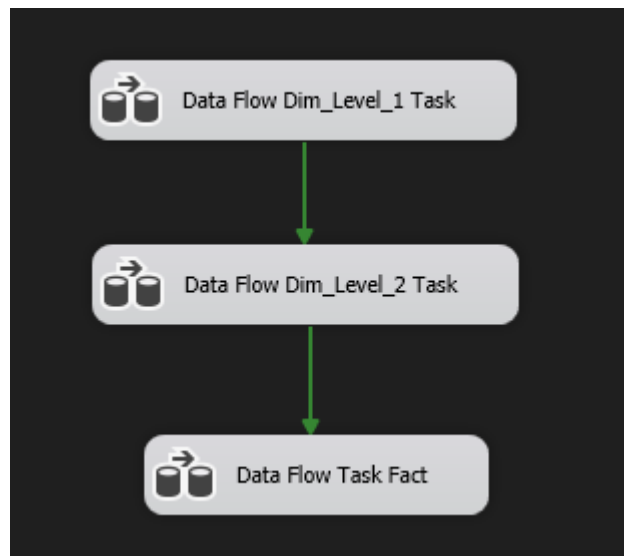 Data Flow Dim_Level_1 Task
Data Flow Dim_Level_2 Task
Data Flow Task Fact